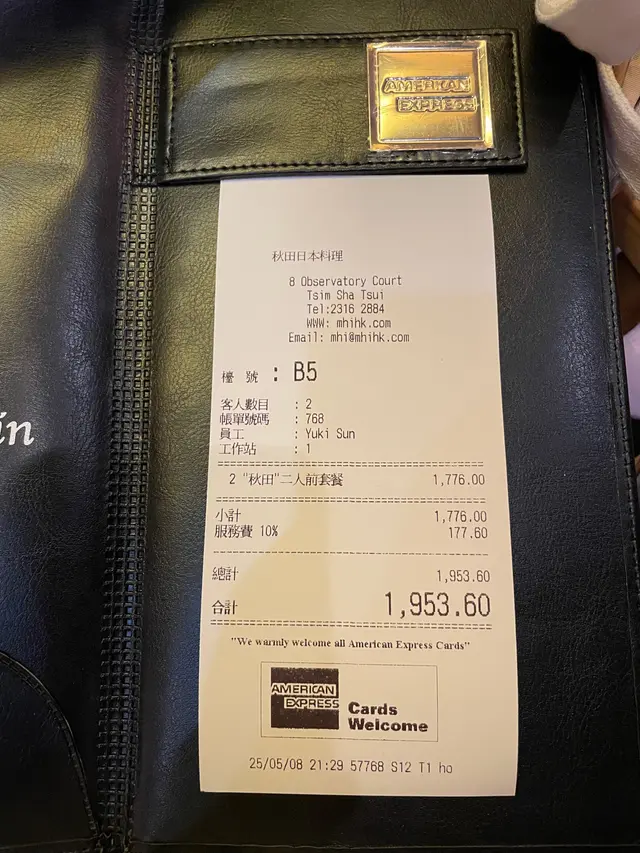 AMERICAN
EXPRESS
秋田日本料理
8 Observatory Court
Tsim Sha Tsui
Tel:2316 2884
WWW: mhihk.com
Email: mhi@mhihk.com
檯 號 : B5
客人數目 : 2
帳單號碼 : 768
員工 : Yuki Sun
工作站 : 1
2 "秋田"二人前套餐 1,776.00
小計 1,776.00
服務費 10% 177.60
總計 1,953.60
合計 1,953.60
"We warmly welcome all American Express Cards"
AMERICAN
EXPRESS
Cards
Welcome
25/05/08 21:29 57768 S12 T1 ho